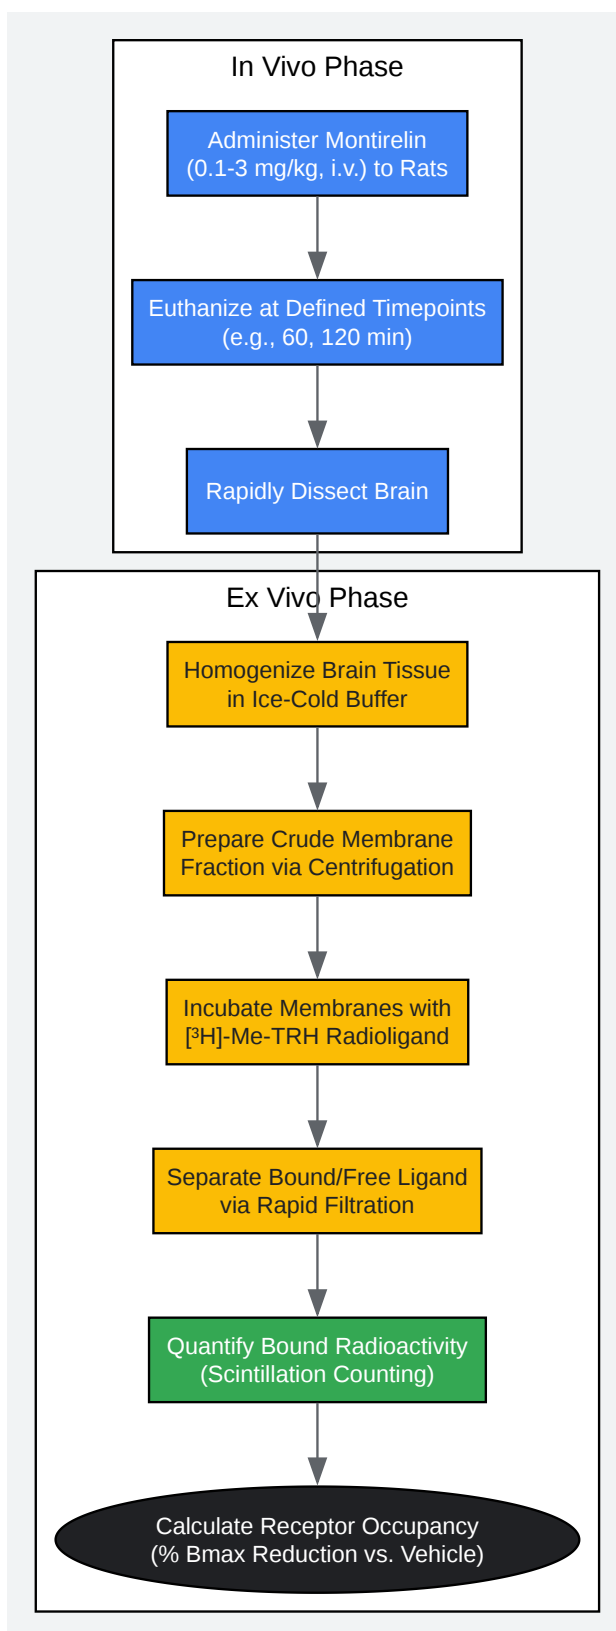 In Vivo Phase
Administer Montirelin
(0.1-3 mg/kg, i.v.) to Rats
Euthanize at Defined Timepoints
(e.g., 60, 120 min)
Rapidly Dissect Brain
Ex Vivo Phase
Homogenize Brain Tissue
in Ice-Cold Buffer
Prepare Crude Membrane
Fraction via Centrifugation
Incubate Membranes with
[³H]-Me-TRH Radioligand
Separate Bound/Free Ligand
via Rapid Filtration
Quantify Bound Radioactivity
(Scintillation Counting)
Calculate Receptor Occupancy
(% Bmax Reduction vs. Vehicle)